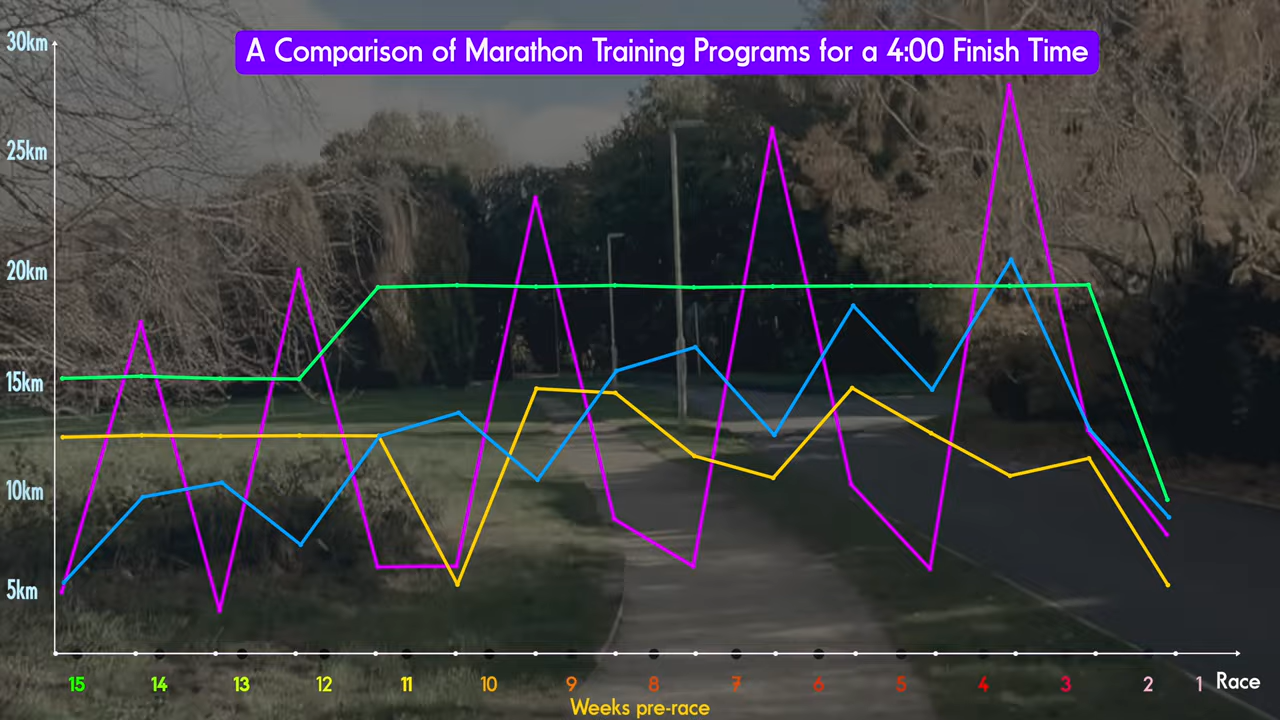 A Comparison of Marathon Training Programs for a 4:00 Finish Time
30km
25km
20km
15km
10km
5km
15 14 13 12 11 10 9 8 7 6 5 4 3 2 1 Race
Weeks pre-race